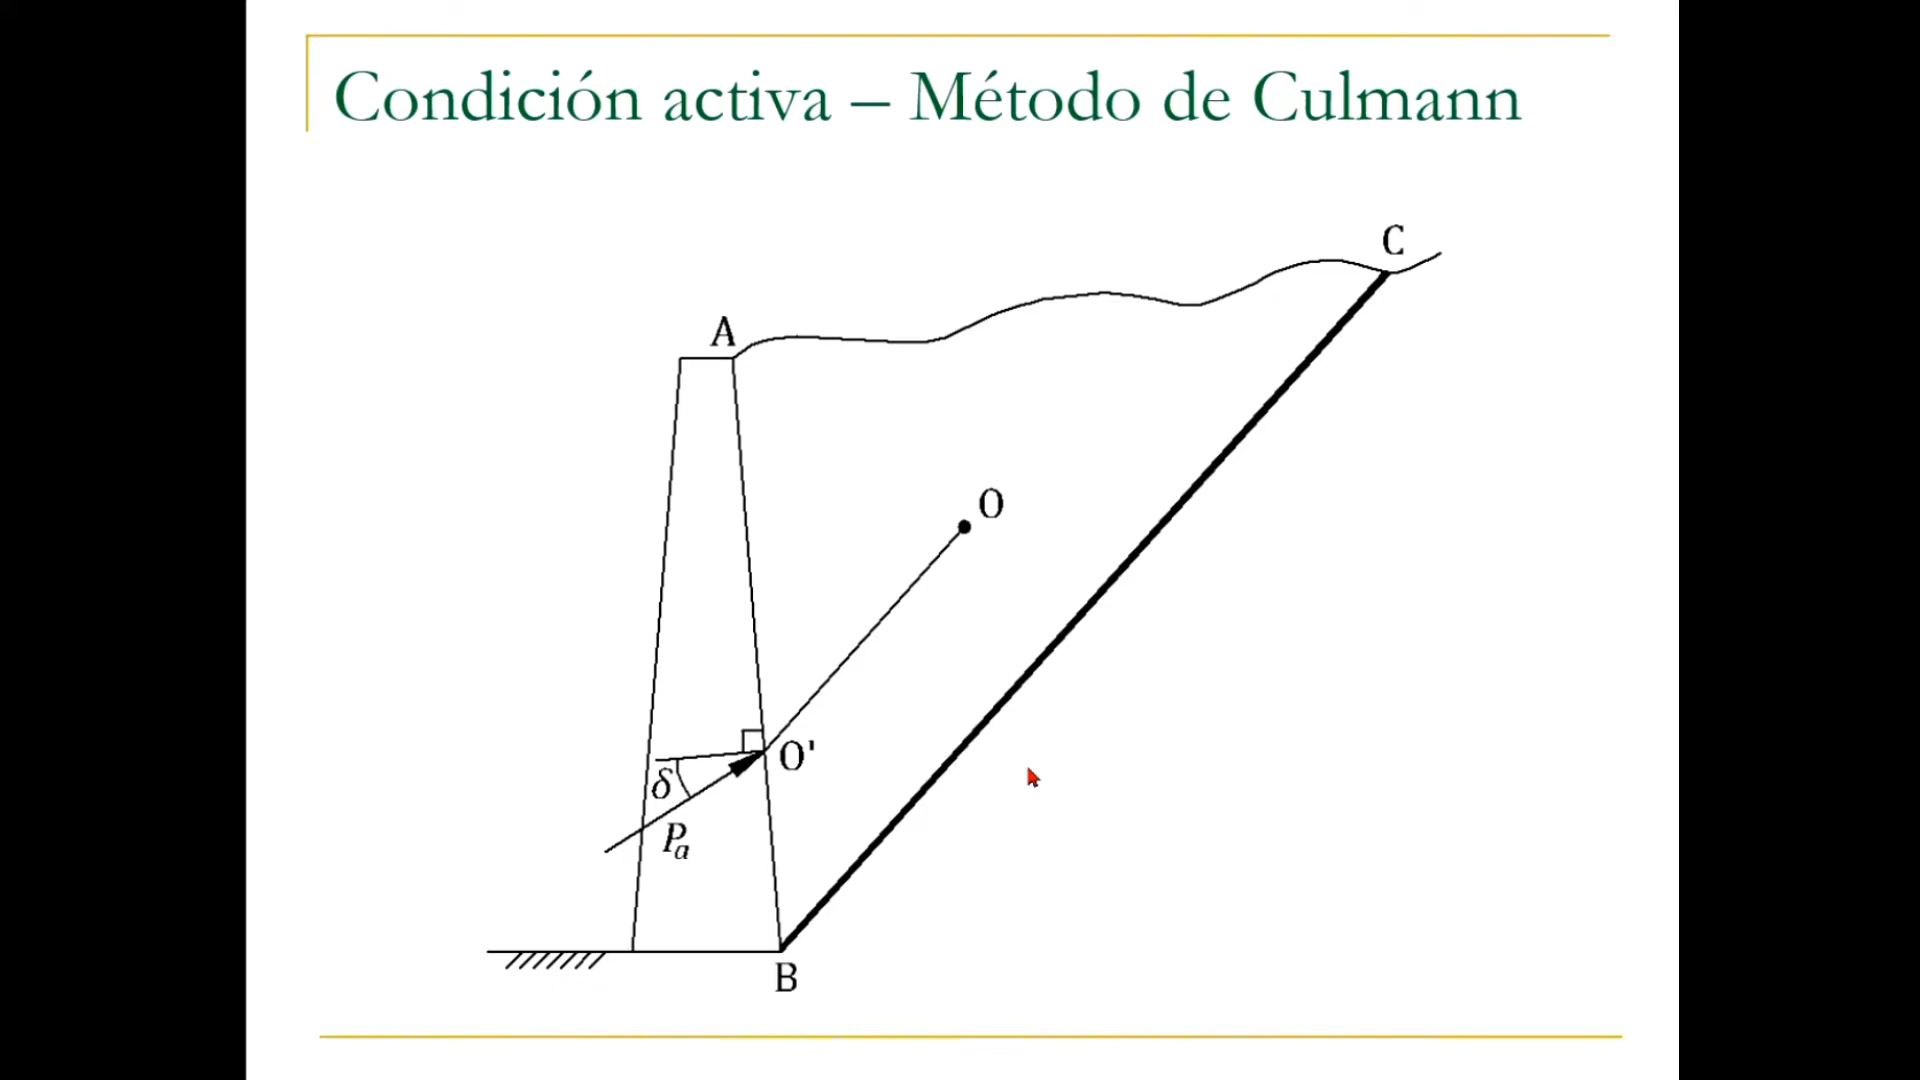 Condición activa – Método de Culmann
C
A
O
O'
δ
Pa
B